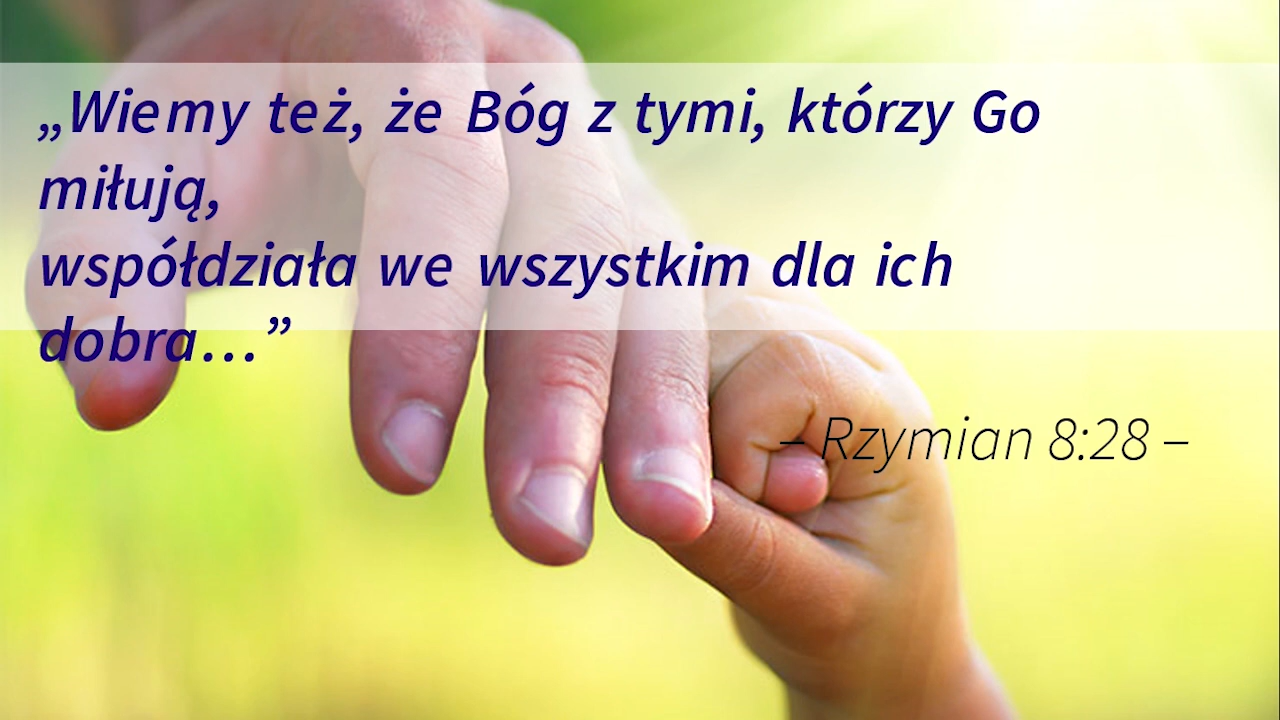 „Wiemy też, że Bóg z tymi, którzy Go
miłują,
współdziała we wszystkim dla ich
dobra…”
– Rzymian 8:28 –